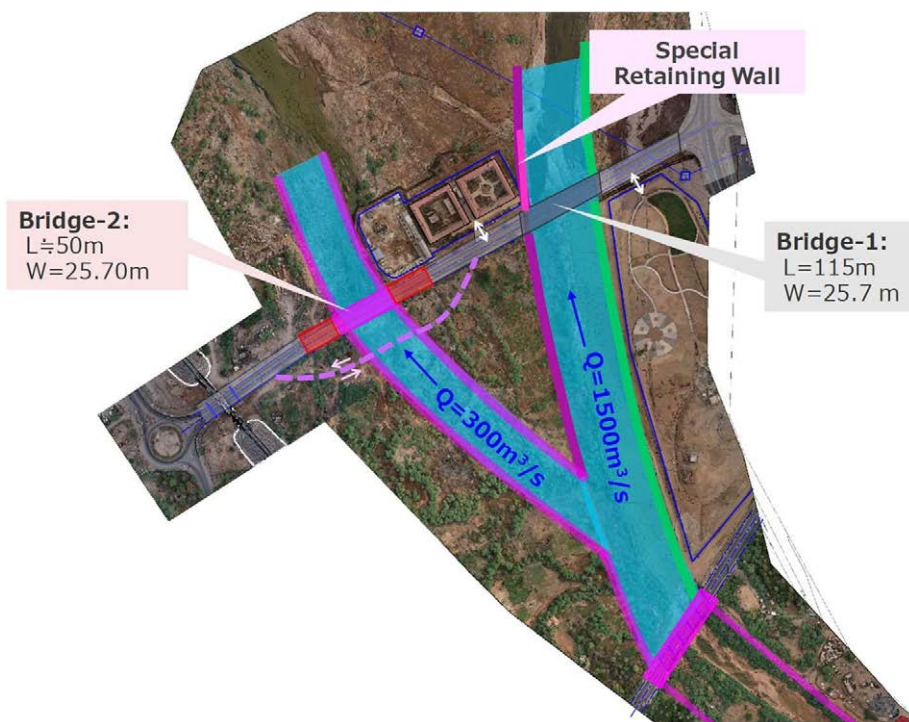 Special
Retaining Wall
Bridge-2:
L≒50m
W=25.70m
Bridge-1:
L=115m
W=25.7 m
Q=300m³/s
Q=1500m³/s